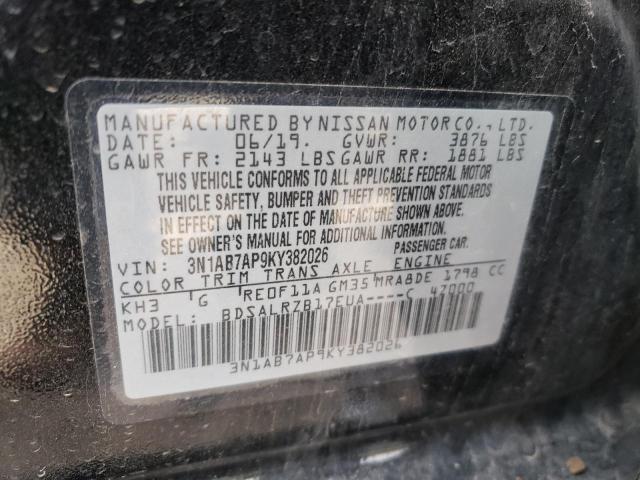 MANUFACTURED BY NISSAN MOTOR CO., LTD.
DATE: 06/19. GVWR: 3876 LBS
GAWR FR: 2143 LBS GAWR RR: 1881 LBS
THIS VEHICLE CONFORMS TO ALL APPLICABLE FEDERAL MOTOR
VEHICLE SAFETY, BUMPER AND THEFT PREVENTION STANDARDS
IN EFFECT ON THE DATE OF MANUFACTURE SHOWN ABOVE.
SEE OWNER'S MANUAL FOR ADDITIONAL INFORMATION.
VIN: 3N1AB7AP9KY382026 PASSENGER CAR.
COLOR TRIM TRANS AXLE ENGINE
KH3 G RE0F11A GM35 MRA8DE 1798 CC
MODEL: BDSALRZB17EUA----C 47000
3N1AB7AP9KY382026